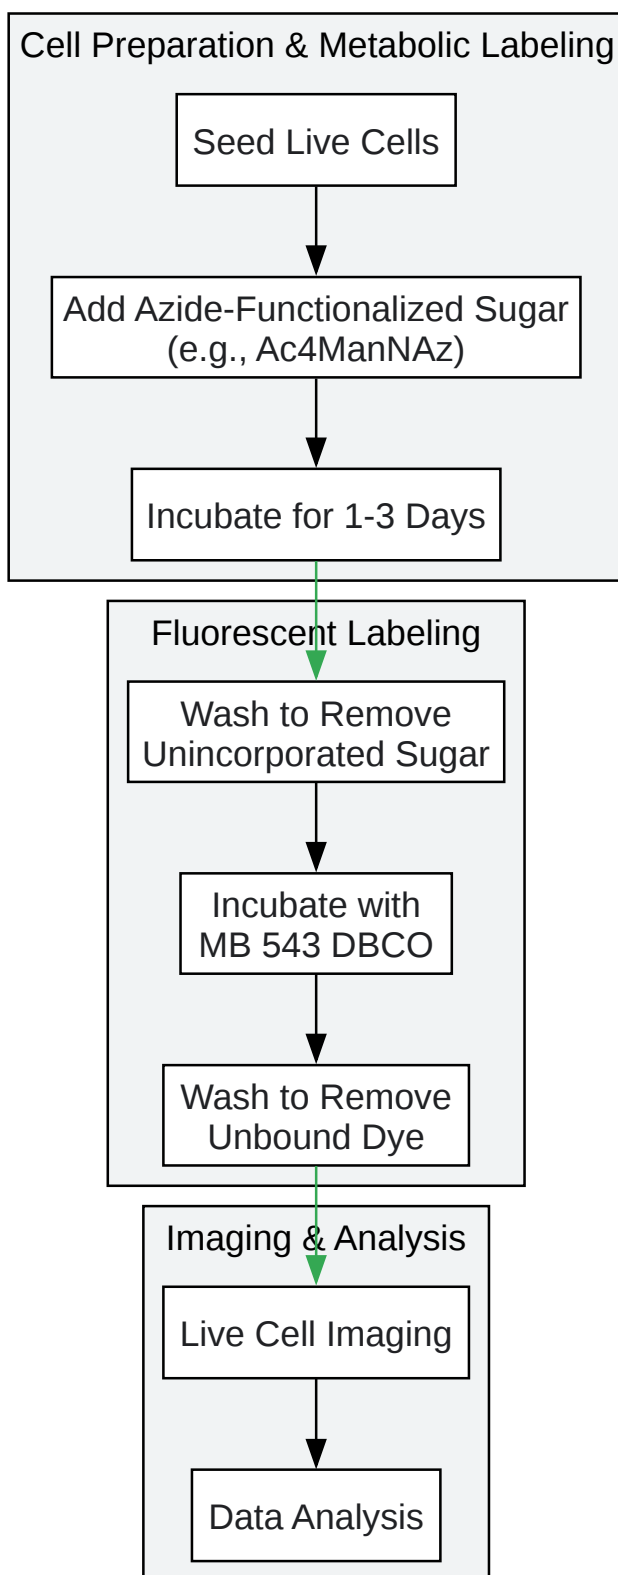 Cell Preparation & Metabolic Labeling
Seed Live Cells
Add Azide-Functionalized Sugar
(e.g., Ac4ManNAz)
Incubate for 1-3 Days
Fluorescent Labeling
Wash to Remove
Unincorporated Sugar
Incubate with
MB 543 DBCO
Wash to Remove
Unbound Dye
Imaging & Analysis
Live Cell Imaging
Data Analysis